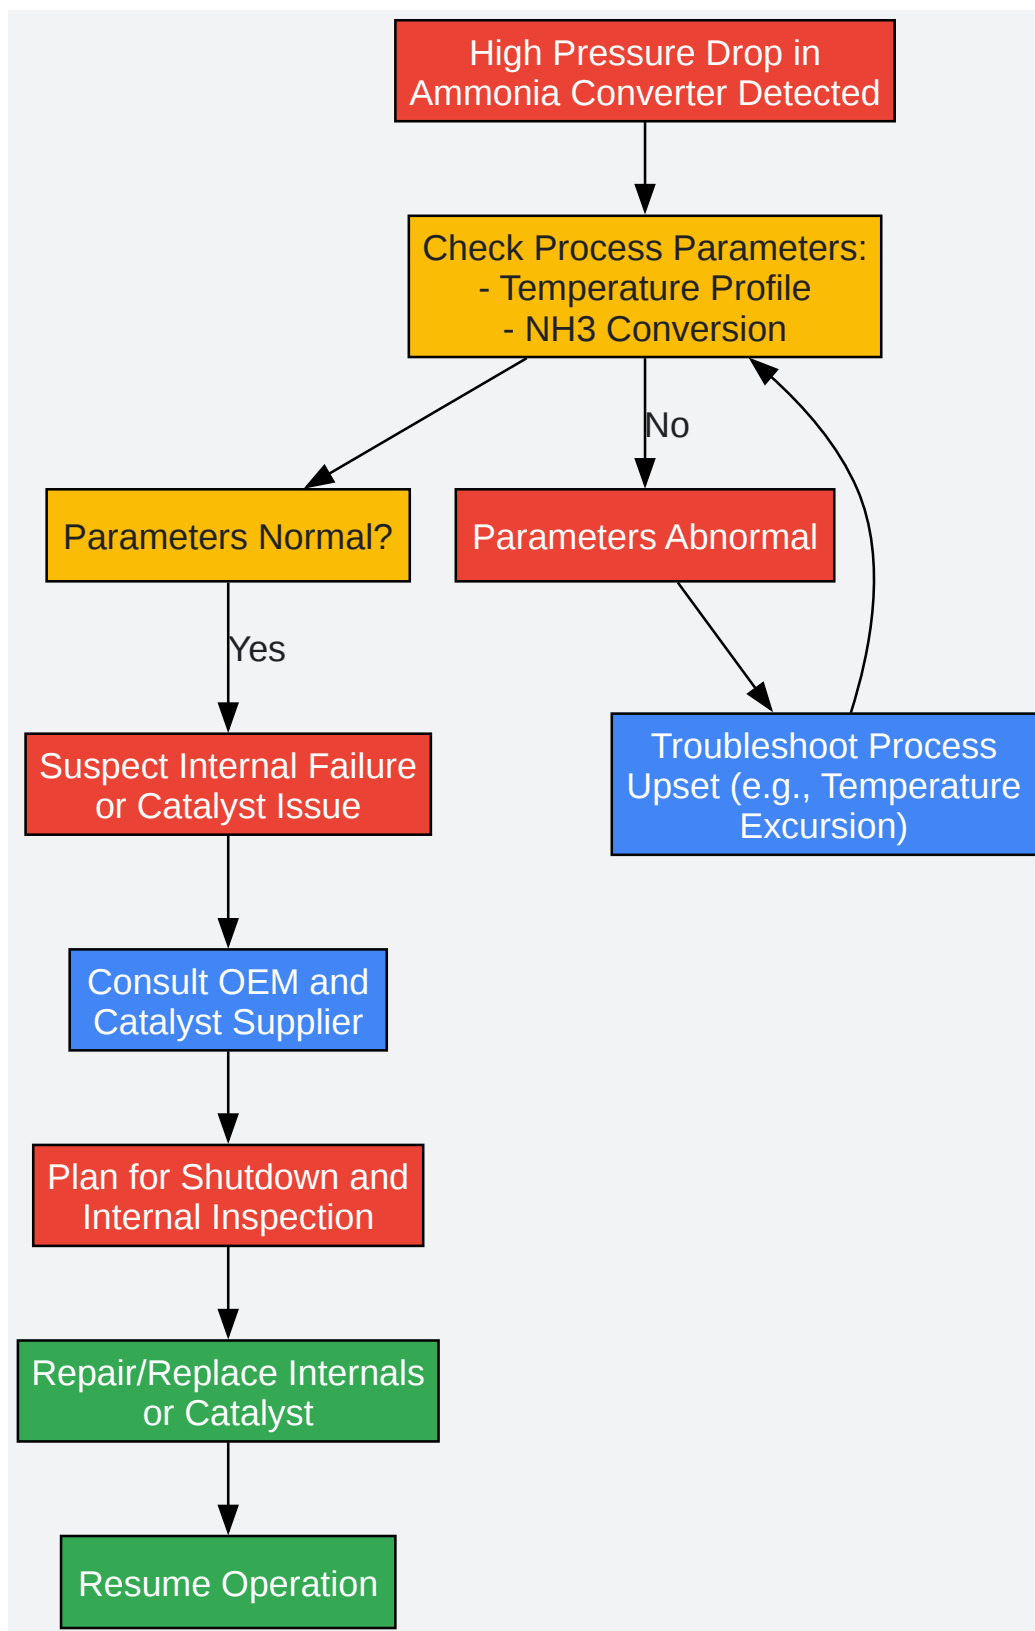 High Pressure Drop in
Ammonia Converter Detected
Check Process Parameters:
- Temperature Profile
- NH3 Conversion
No
Parameters Normal?
Parameters Abnormal
Yes
Suspect Internal Failure
or Catalyst Issue
Troubleshoot Process
Upset (e.g., Temperature
Excursion)
Consult OEM and
Catalyst Supplier
Plan for Shutdown and
Internal Inspection
Repair/Replace Internals
or Catalyst
Resume Operation